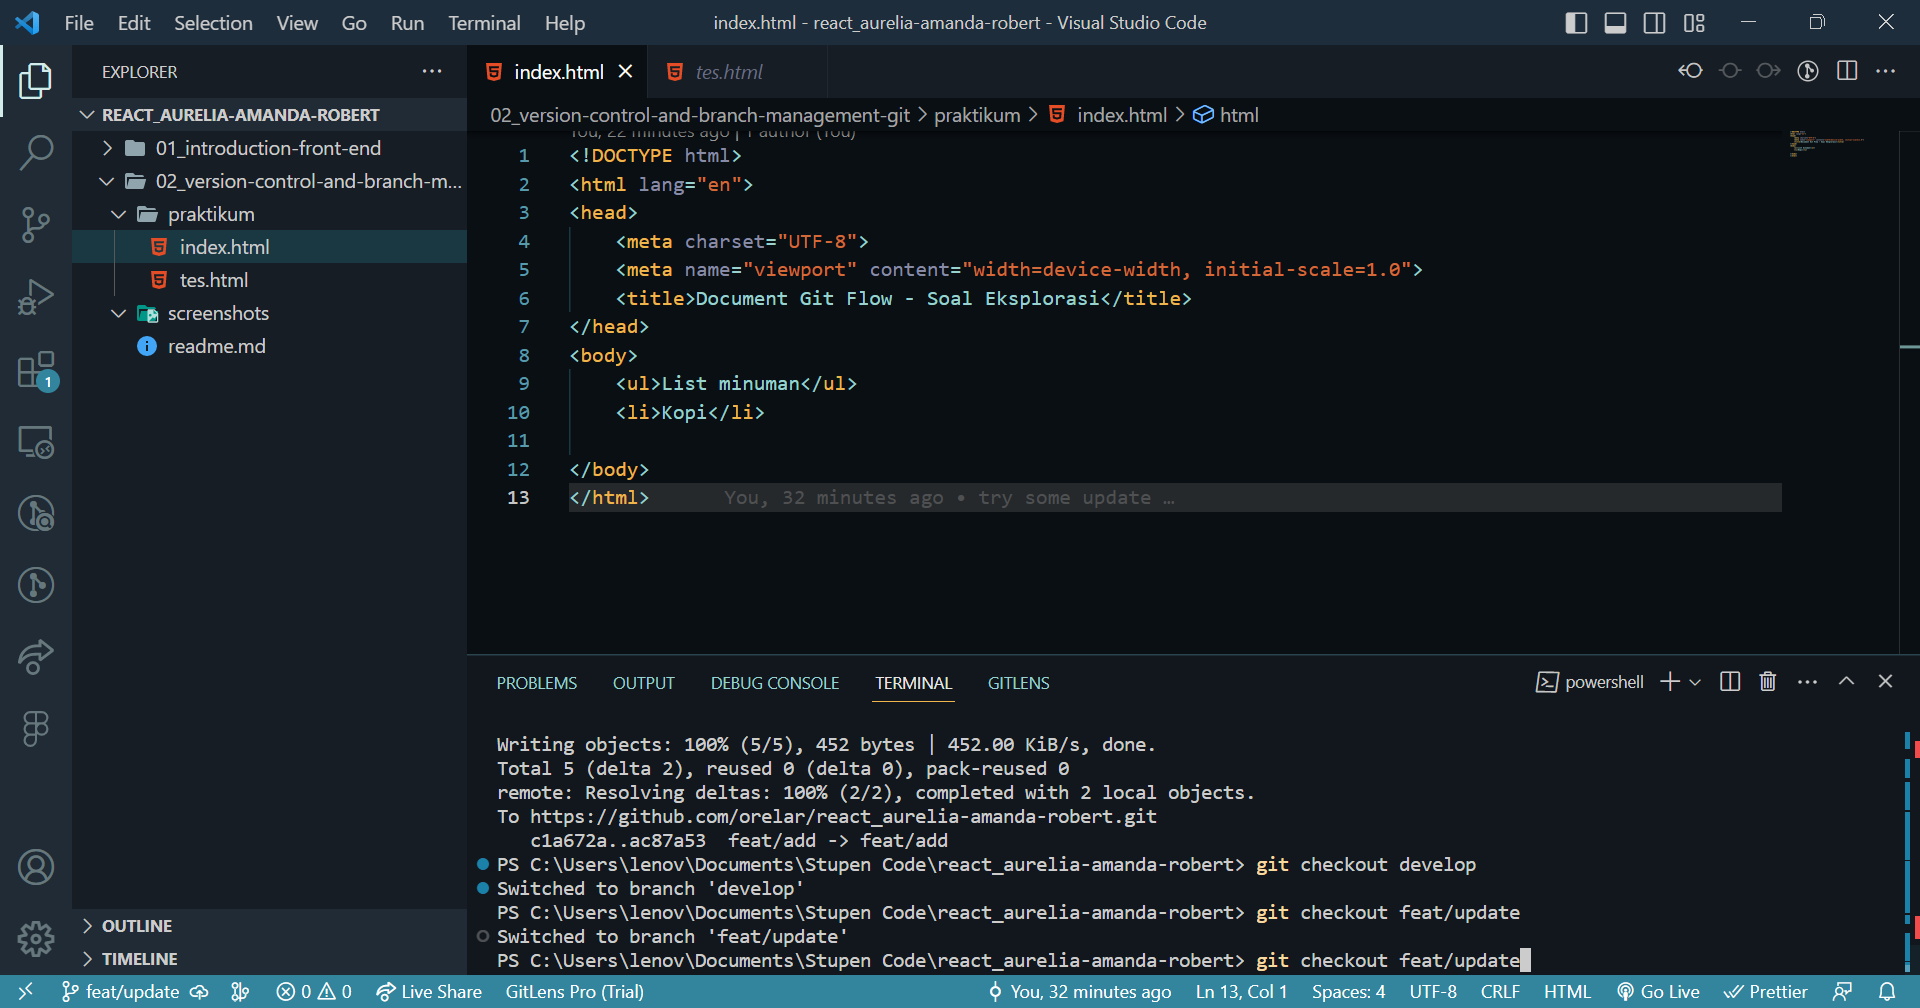 File Edit Selection View Go Run Terminal Help
index.html - react_aurelia-amanda-robert - Visual Studio Code
EXPLORER
REACT_AURELIA-AMANDA-ROBERT
01_introduction-front-end
02_version-control-and-branch-m...
praktikum
index.html
tes.html
screenshots
readme.md
OUTLINE
TIMELINE
1
index.html
tes.html
02_version-control-and-branch-management-git > praktikum > index.html > html
You, 22 minutes ago | 1 author (You)
1 <!DOCTYPE html>
2 <html lang="en">
3 <head>
4 <meta charset="UTF-8">
5 <meta name="viewport" content="width=device-width, initial-scale=1.0">
6 <title>Document Git Flow - Soal Eksplorasi</title>
7 </head>
8 <body>
9 <ul>List minuman</ul>
10 <li>Kopi</li>
11
12 </body>
13 </html> You, 32 minutes ago • try some update …
PROBLEMS OUTPUT DEBUG CONSOLE TERMINAL GITLENS
powershell
Writing objects: 100% (5/5), 452 bytes | 452.00 KiB/s, done.
Total 5 (delta 2), reused 0 (delta 0), pack-reused 0
remote: Resolving deltas: 100% (2/2), completed with 2 local objects.
To https://github.com/orelar/react_aurelia-amanda-robert.git
c1a672a..ac87a53 feat/add -> feat/add
PS C:\Users\lenov\Documents\Stupen Code\react_aurelia-amanda-robert> git checkout develop
Switched to branch 'develop'
PS C:\Users\lenov\Documents\Stupen Code\react_aurelia-amanda-robert> git checkout feat/update
Switched to branch 'feat/update'
PS C:\Users\lenov\Documents\Stupen Code\react_aurelia-amanda-robert> git checkout feat/update
feat/update 0 0 Live Share GitLens Pro (Trial) You, 32 minutes ago Ln 13, Col 1 Spaces: 4 UTF-8 CRLF HTML Go Live Prettier